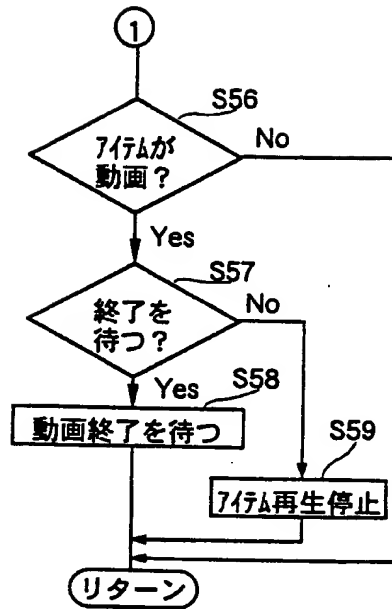 1
S56
アイテムが
動画?
No
Yes
S57
終了を
待つ?
No
Yes
S58
動画終了を待つ
S59
アイテム再生停止
リターン